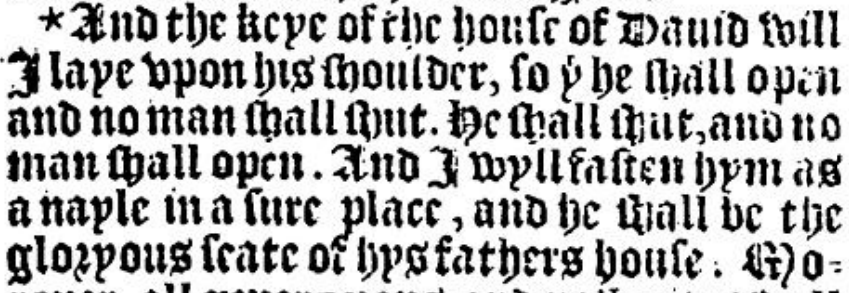 *And the keye of the houſe of Dauid will
I laye vpon his ſhoulder, ſo ẏ he ſhall open
and no man ſhall ſhut. He ſhall ſhut, and no
man ſhall open. And I wyll faſten hym as
a nayle in a ſure place, and he ſhall be the
gloꝛyous ſeate of hys fathers houſe. Mo-
all